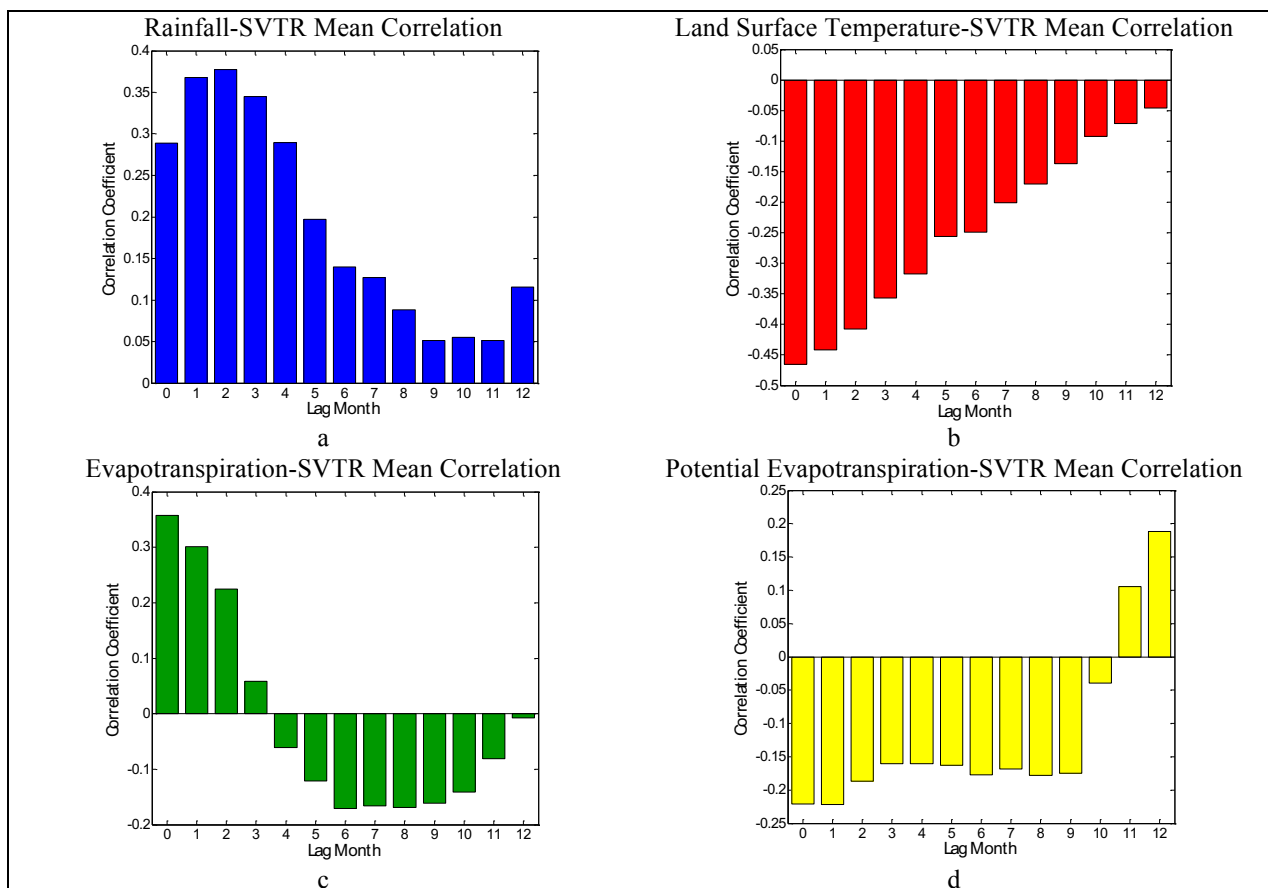 Rainfall-SVTR Mean Correlation
Correlation Coefficient
0.4
0.35
0.3
0.25
0.2
0.15
0.1
0.05
0
0 1 2 3 4 5 6 7 8 9 10 11 12
Lag Month
a
Land Surface Temperature-SVTR Mean Correlation
Correlation Coefficient
0.05
0
-0.05
-0.1
-0.15
-0.2
-0.25
-0.3
-0.35
-0.4
-0.45
-0.5
0 1 2 3 4 5 6 7 8 9 10 11 12
Lag Month
b
Evapotranspiration-SVTR Mean Correlation
Correlation Coefficient
0.4
0.3
0.2
0.1
0
-0.1
-0.2
0 1 2 3 4 5 6 7 8 9 10 11 12
Lag Month
c
Potential Evapotranspiration-SVTR Mean Correlation
Correlation Coefficient
0.25
0.2
0.15
0.1
0.05
0
-0.05
-0.1
-0.15
-0.2
-0.25
0 1 2 3 4 5 6 7 8 9 10 11 12
Lag Month
d